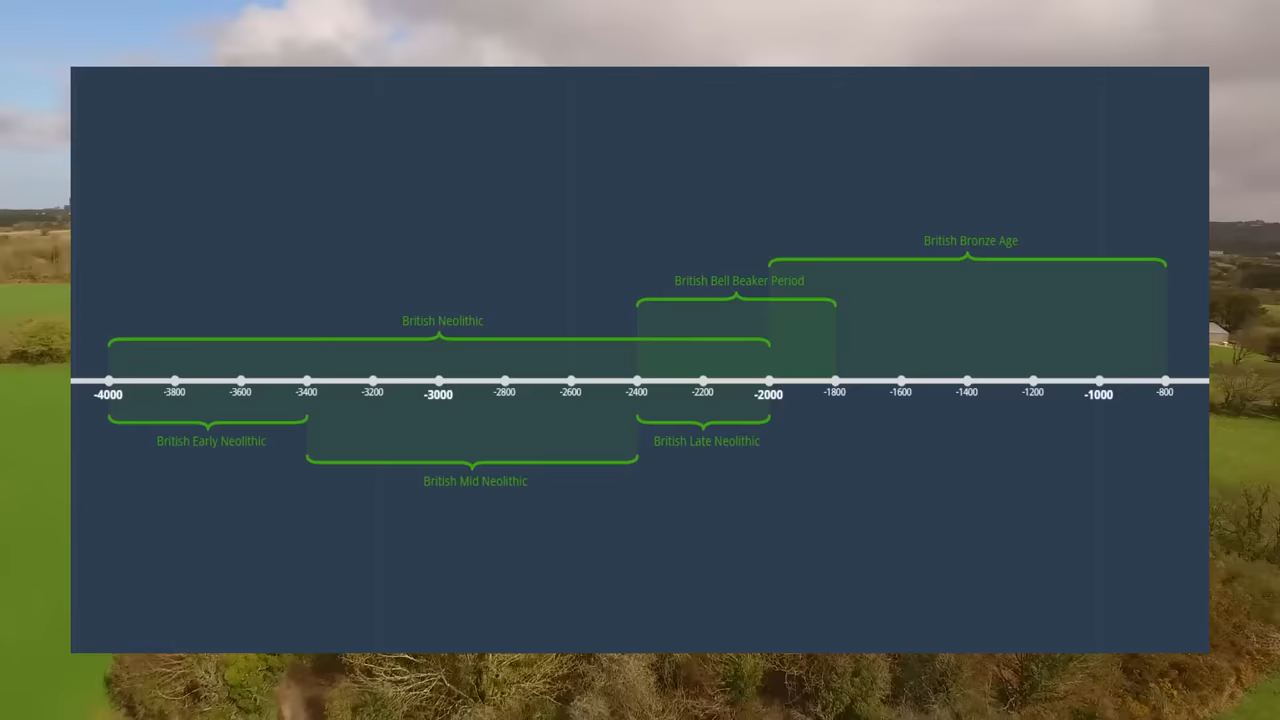 British Bronze Age
British Bell Beaker Period
British Neolithic
-4000 -3800 -3600 -3400 -3200 -3000 -2800 -2600 -2400 -2200 -2000 -1800 -1600 -1400 -1200 -1000 -800
British Early Neolithic
British Late Neolithic
British Mid Neolithic